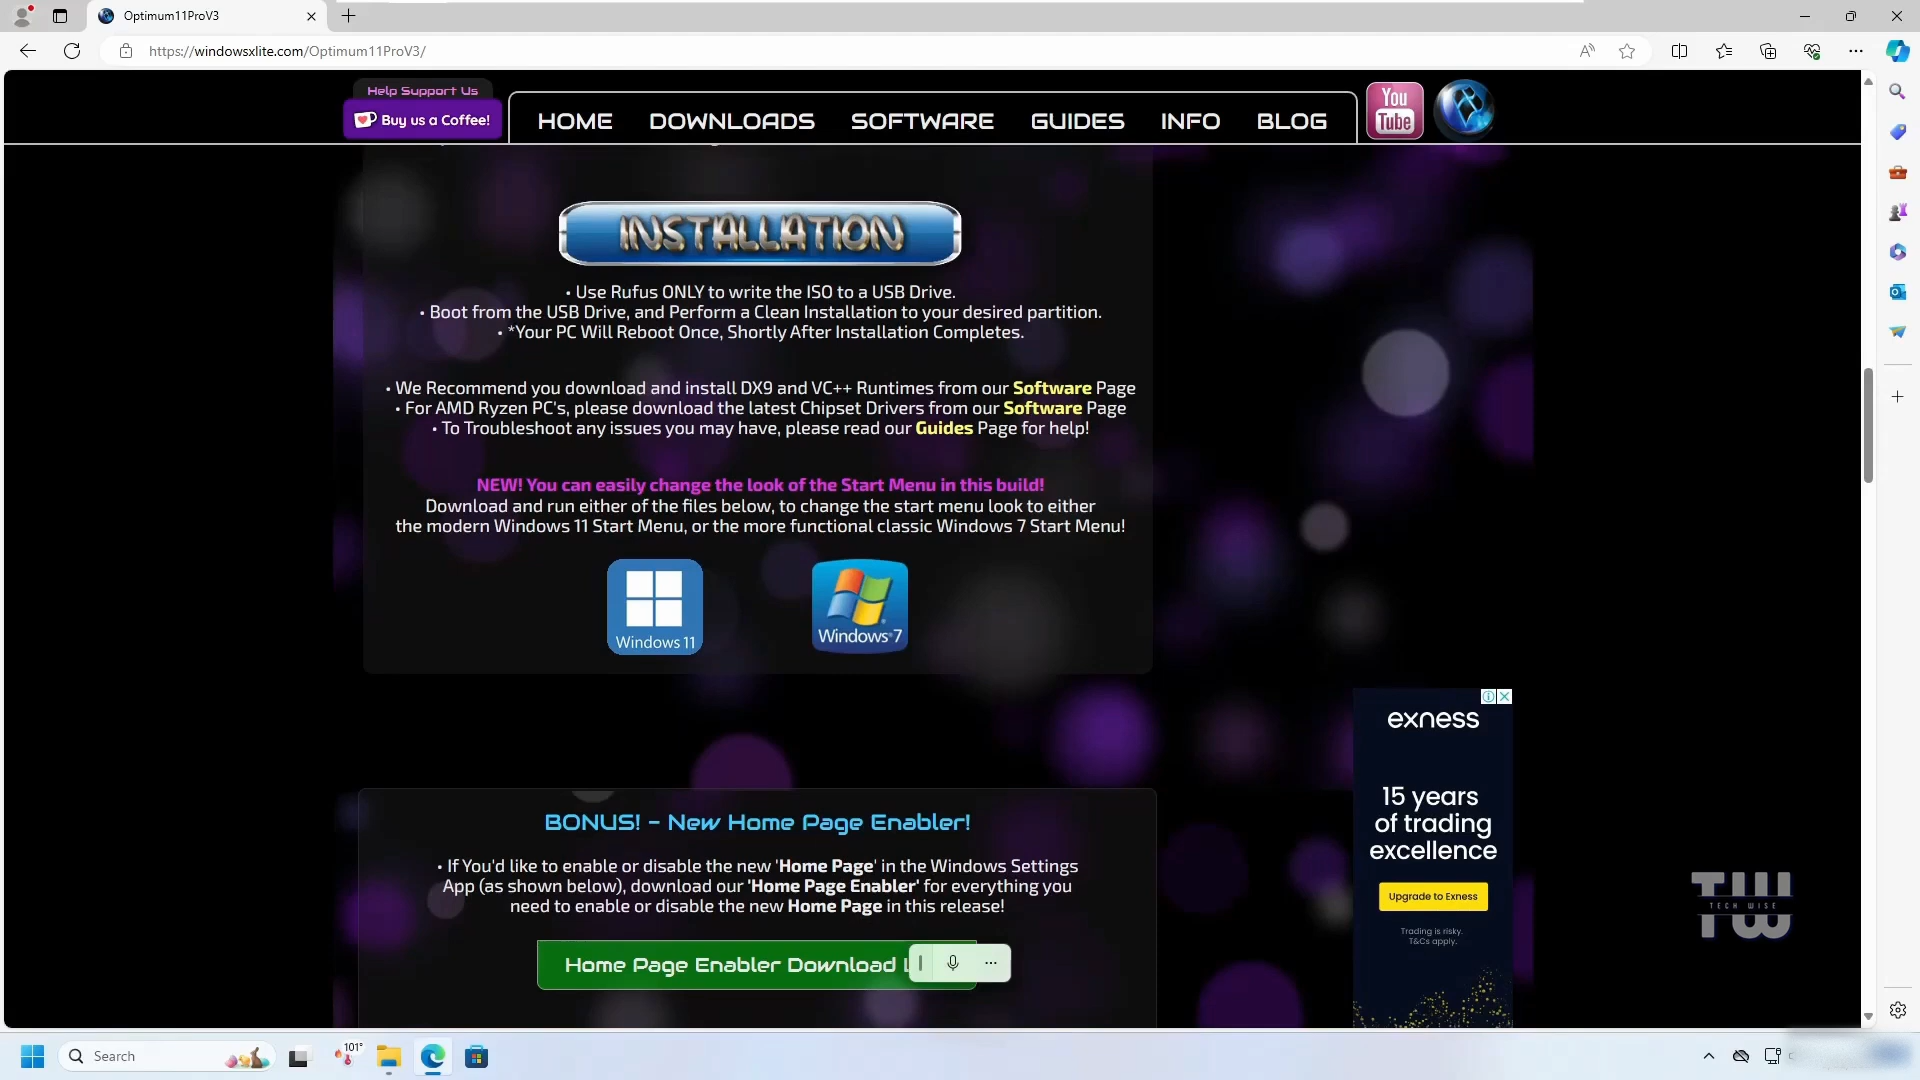 Optimum11ProV3
https://windowsxlite.com/Optimum11ProV3/
Help Support Us
Buy us a Coffee!
HOME DOWNLOADS SOFTWARE GUIDES INFO BLOG
You
Tube
INSTALLATION
• Use Rufus ONLY to write the ISO to a USB Drive.
• Boot from the USB Drive, and Perform a Clean Installation to your desired partition.
• *Your PC Will Reboot Once, Shortly After Installation Completes.
• We Recommend you download and install DX9 and VC++ Runtimes from our Software Page
• For AMD Ryzen PC's, please download the latest Chipset Drivers from our Software Page
• To Troubleshoot any issues you may have, please read our Guides Page for help!
NEW! You can easily change the look of the Start Menu in this build!
Download and run either of the files below, to change the start menu look to either
the modern Windows 11 Start Menu, or the more functional classic Windows 7 Start Menu!
Windows 11
Windows 7
exness
15 years
of trading
excellence
Upgrade to Exness
Trading is risky.
T&Cs apply.
BONUS! - New Home Page Enabler!
• If You'd like to enable or disable the new 'Home Page' in the Windows Settings
App (as shown below), download our 'Home Page Enabler' for everything you
need to enable or disable the new Home Page in this release!
Home Page Enabler Download
TW
TECH WISE
Search
101°